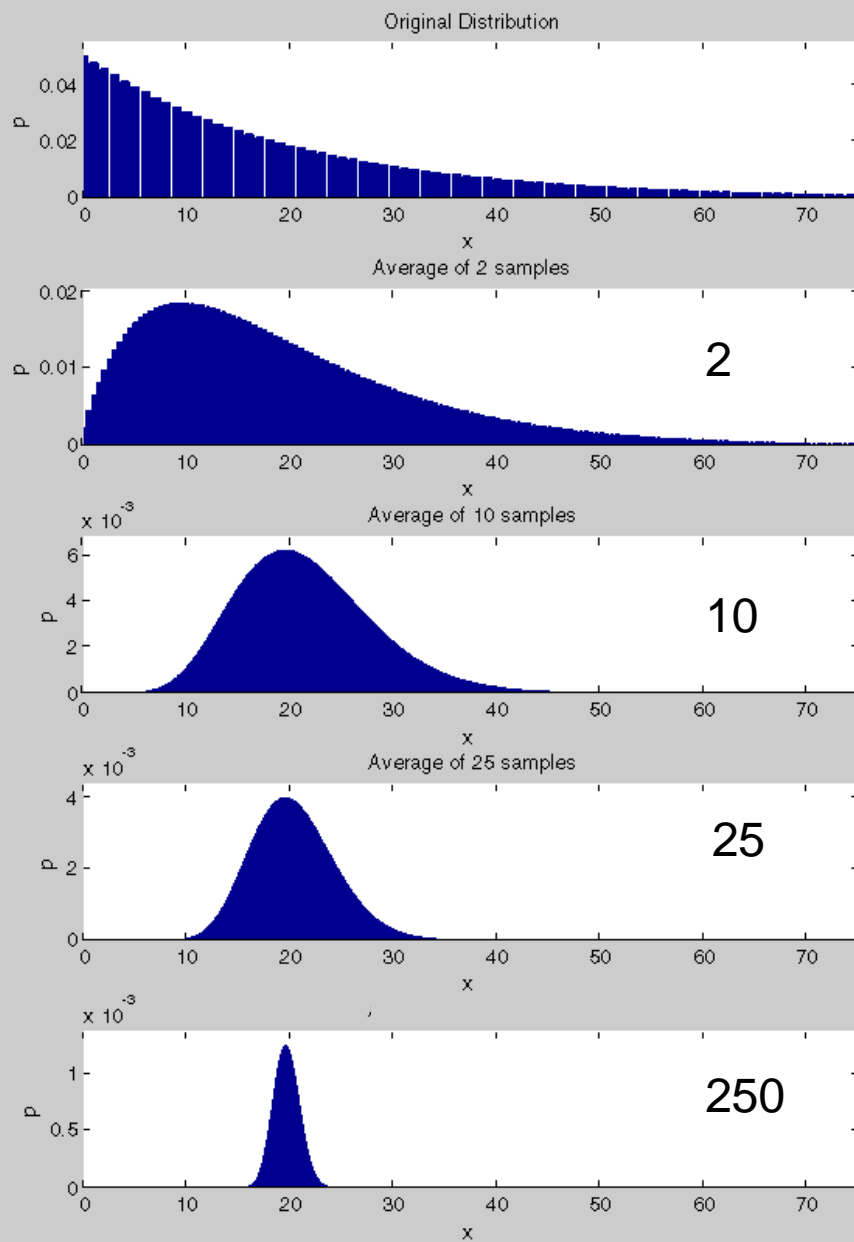 Original Distribution
0.04
0.02
0
p
0 10 20 30 40 50 60 70
x
Average of 2 samples
0.02
0.01
0
p
2
0 10 20 30 40 50 60 70
x
x 10^-3
Average of 10 samples
6
4
2
0
p
10
0 10 20 30 40 50 60 70
x
x 10^-3
Average of 25 samples
4
2
0
p
25
0 10 20 30 40 50 60 70
x
x 10^-3
1
0.5
0
p
250
0 10 20 30 40 50 60 70
x